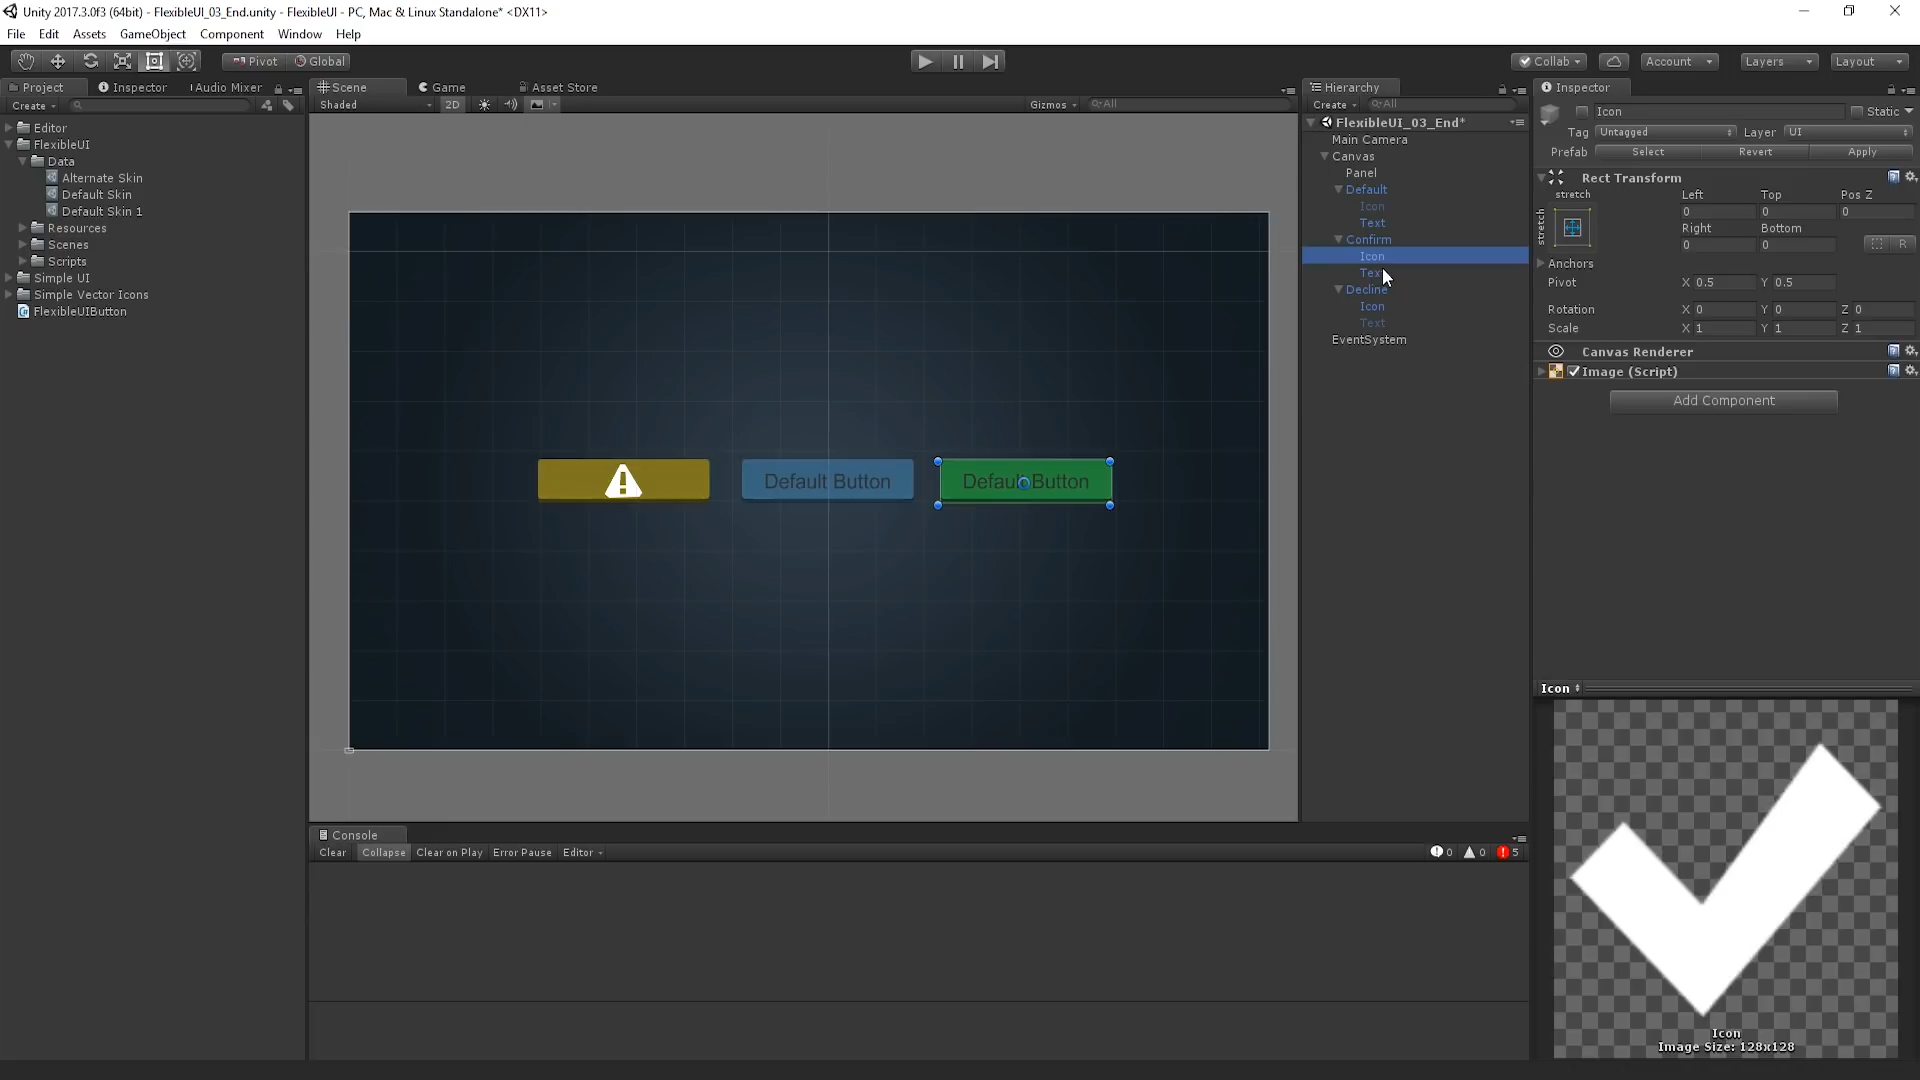 Unity 2017.3.0f3 (64bit) - FlexibleUI_03_End.unity - FlexibleUI - PC, Mac & Linux Standalone* <DX11>
File Edit Assets GameObject Component Window Help
Pivot Global
Collab Account Layers Layout
Project Inspector Audio Mixer
Create
Editor
FlexibleUI
Data
Alternate Skin
Default Skin
Default Skin 1
Resources
Scenes
Scripts
Simple UI
Simple Vector Icons
FlexibleUIButton
Scene Game Asset Store
Shaded 2D Gizmos All
Default Button
Default Button
Console
Clear Collapse Clear on Play Error Pause Editor 0 0 5
Hierarchy
Create All
FlexibleUI_03_End*
Main Camera
Canvas
Panel
Default
Icon
Text
Confirm
Icon
Text
Decline
Icon
Text
EventSystem
Inspector
Icon Static
Tag Untagged Layer UI
Prefab Select Revert Apply
Rect Transform
stretch Left Top Pos Z
stretch
0 0 0
Right Bottom
0 0 R
Anchors
Pivot X 0.5 Y 0.5
Rotation X 0 Y 0 Z 0
Scale X 1 Y 1 Z 1
Canvas Renderer
Image (Script)
Add Component
Icon
Icon
Image Size: 128x128